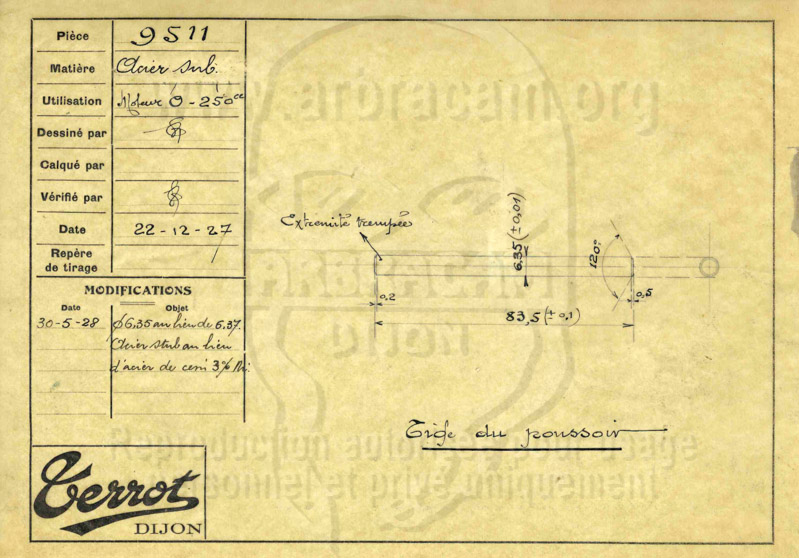 Pièce 9511
Matière Acier sub.
Utilisation Moteur O - 250cc
Dessiné par
Calqué par
Vérifié par
Date 22-12-27
Repère
de tirage
MODIFICATIONS
Date Objet
30-5-28 Ø 6,35 au lieu de 6.37.
Acier stub au lieu
d'acier de cem 3% Ni.
Terrot
DIJON
Extremité trempée
6.35 (±0,01)
120°
0,2
0,5
83,5 (±0,1)
Tige du poussoir
www.arbracam.org
ARBRACAM
DIJON
Reproduction autorisée pour usage
personnel et privé uniquement